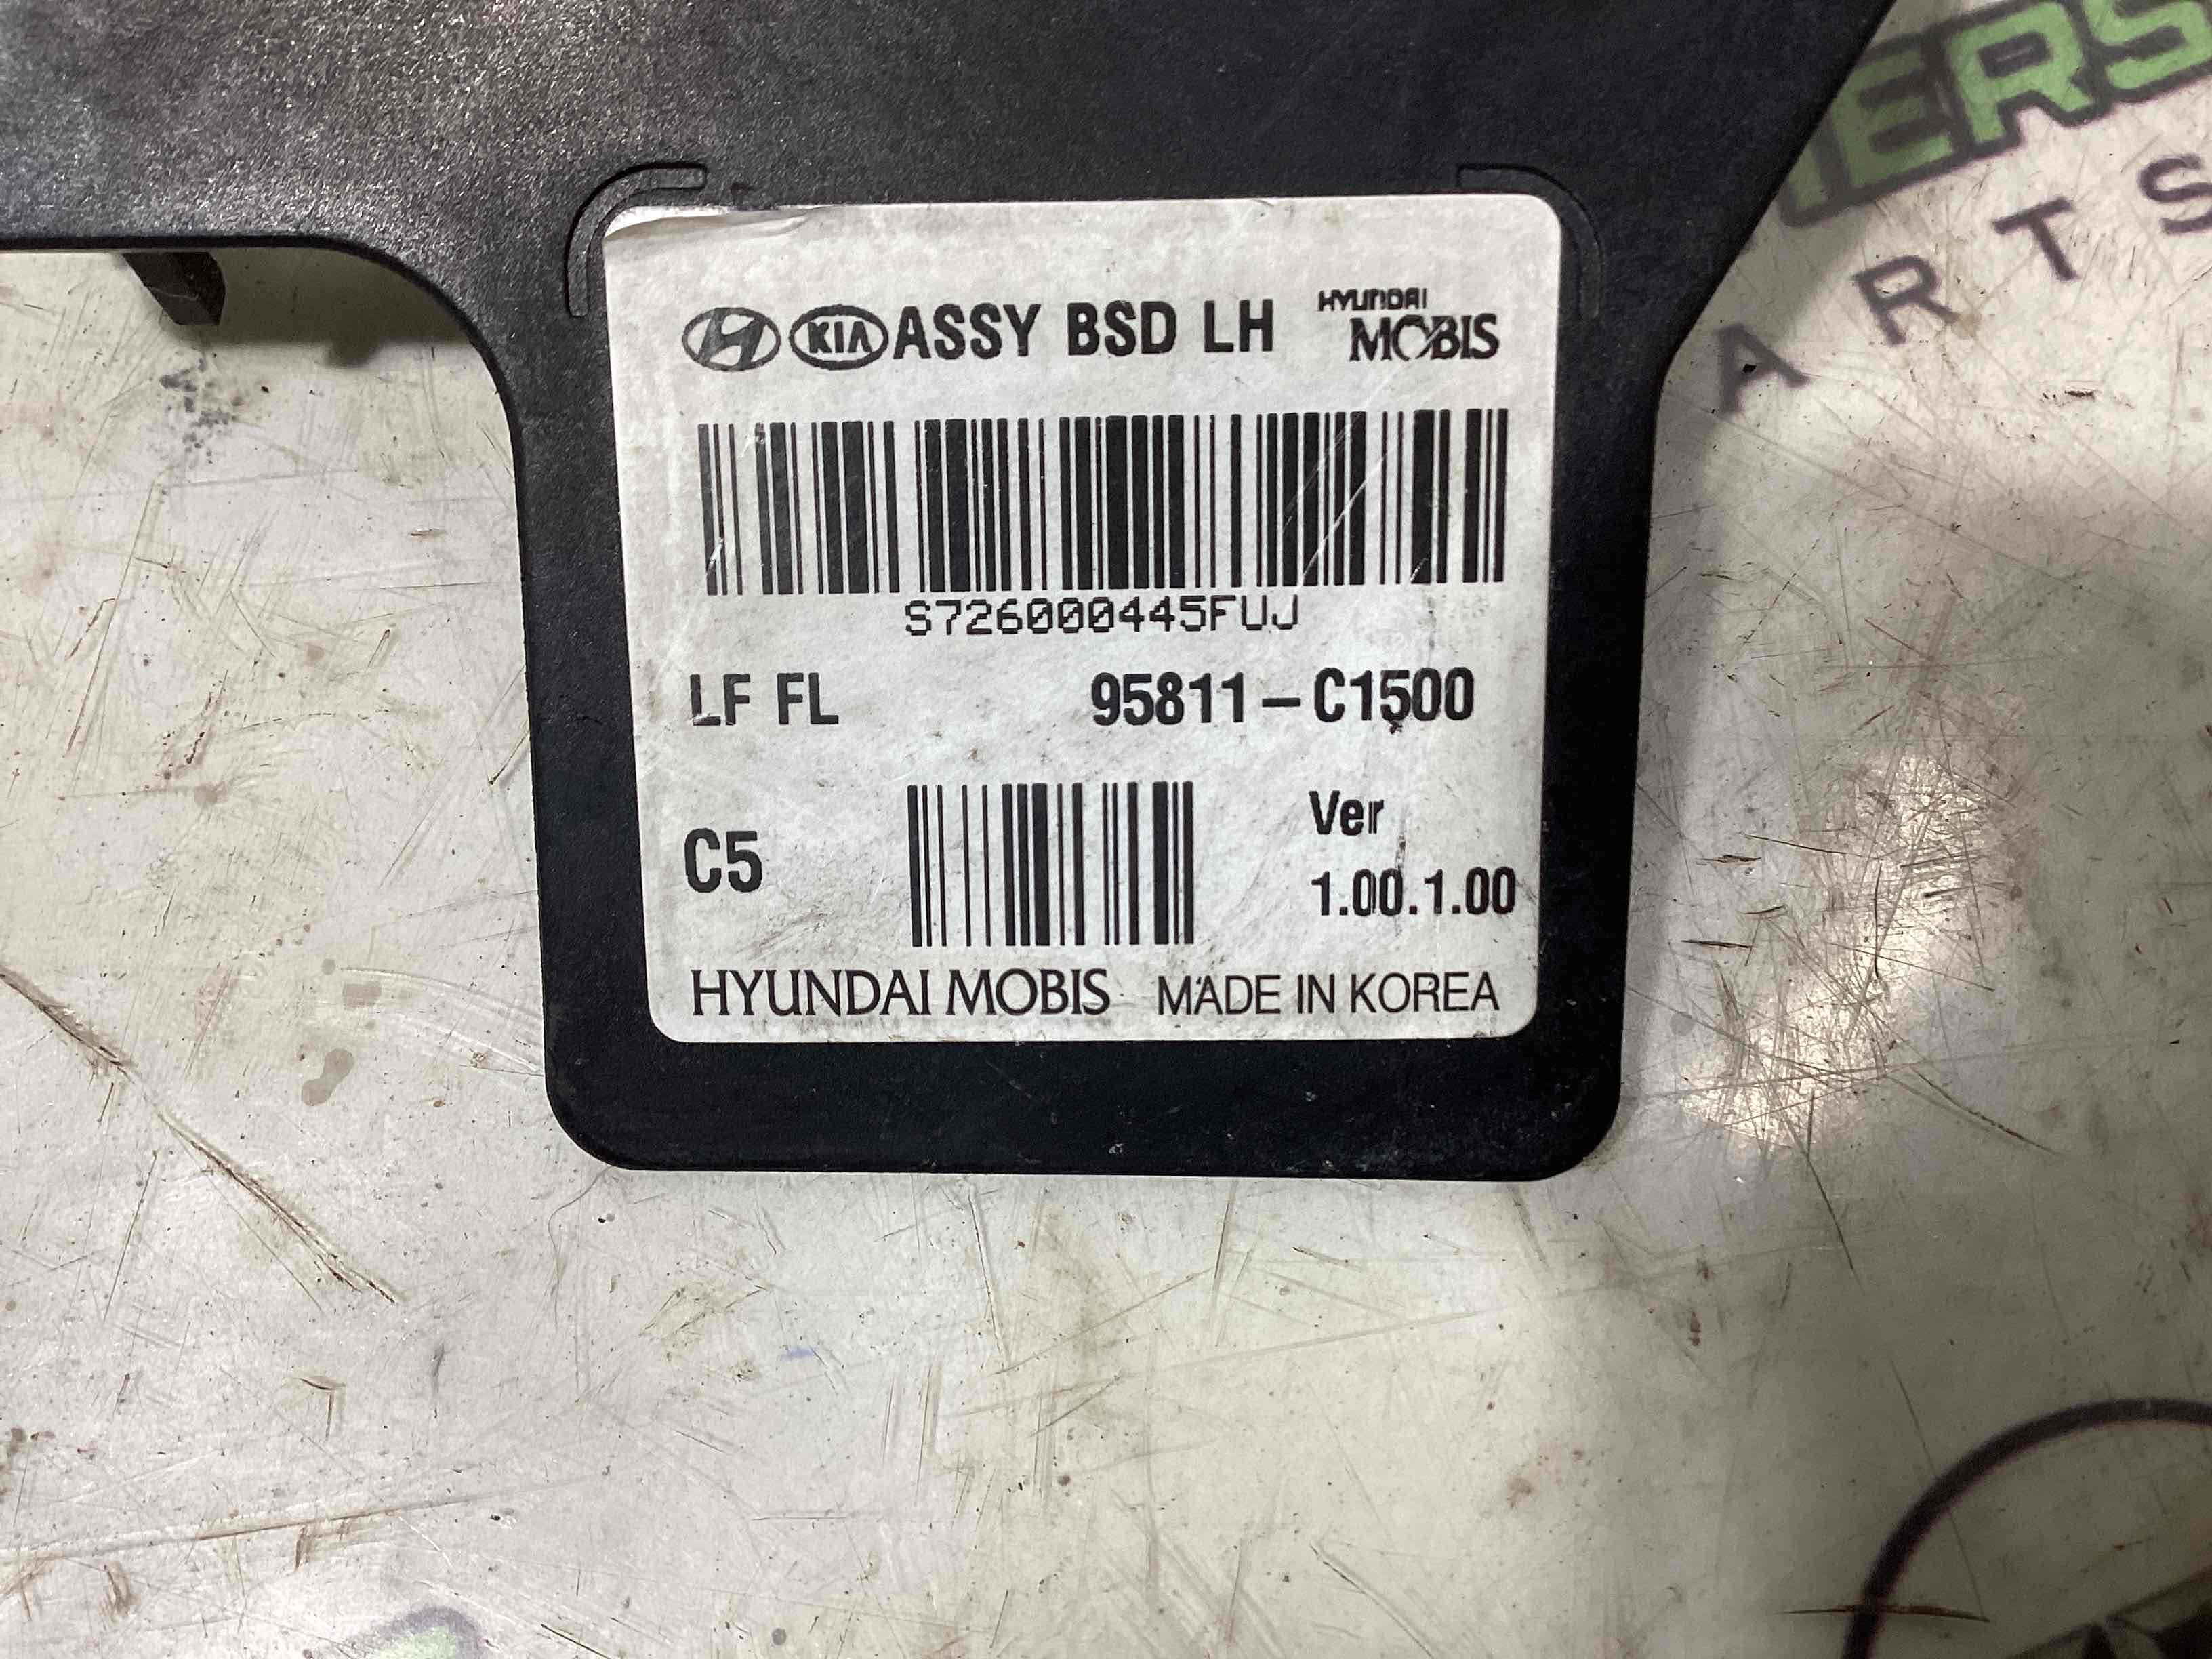 ERS
ARTS
KIA ASSY BSD LH HYUNDAI MOBIS
S726000445FUJ
LF FL 95811-C1500
C5 Ver
1.00.1.00
HYUNDAI MOBIS MADE IN KOREA